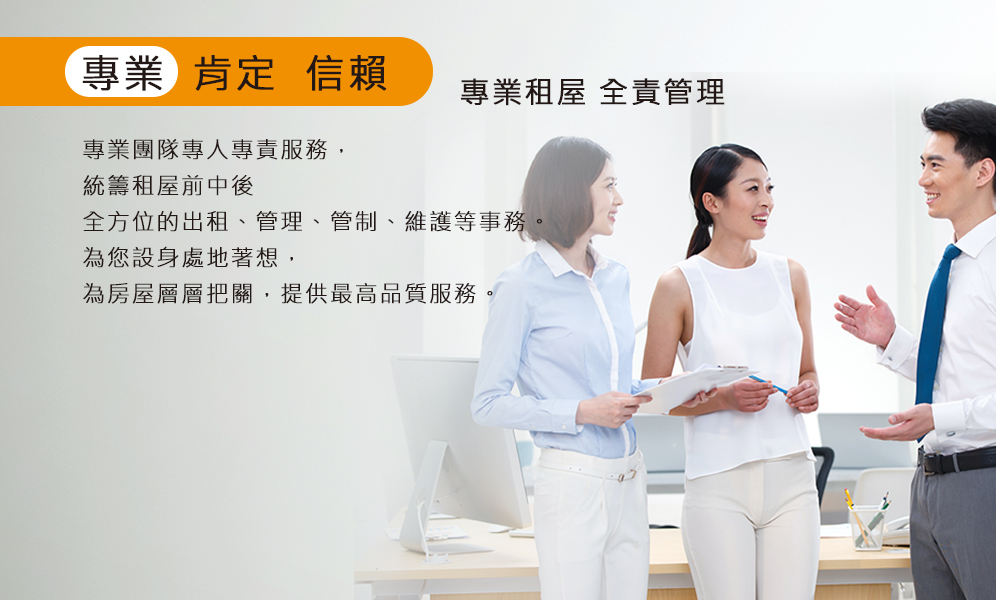 專業 肯定 信賴
專業租屋 全責管理
專業團隊專人專責服務，
統籌租屋前中後
全方位的出租、管理、管制、維護等事務。
為您設身處地著想，
為房屋層層把關，提供最高品質服務。